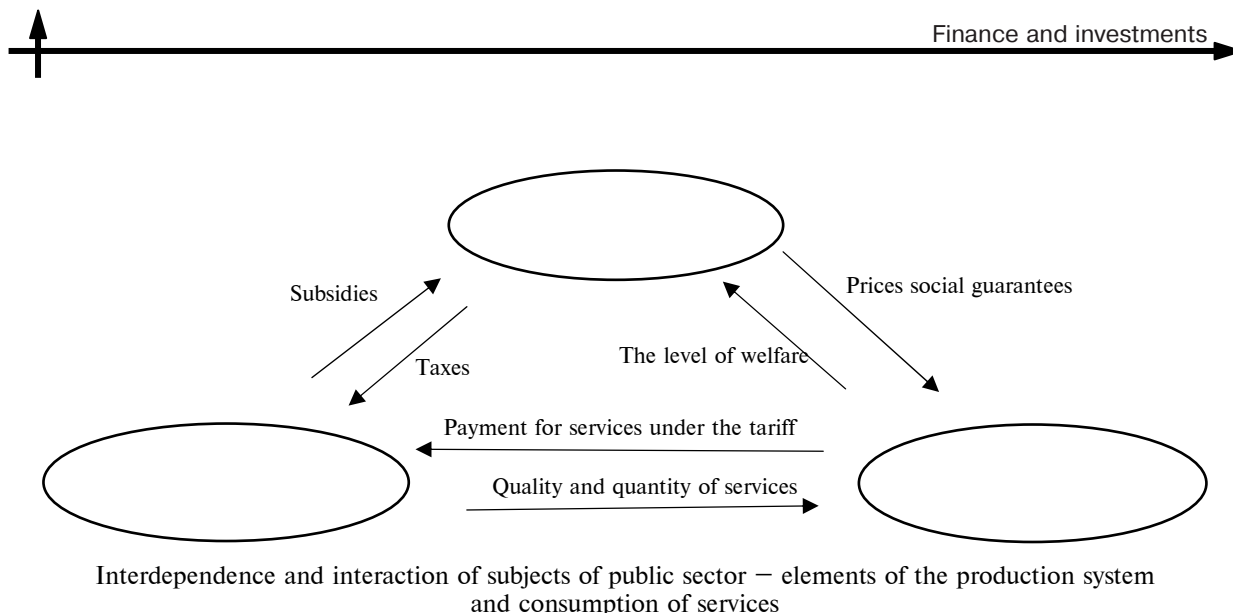 Finance and investments
Subsidies
Prices social guarantees
The level of welfare
Taxes
Payment for services under the tariff
Quality and quantity of services
Interdependence and interaction of subjects of public sector − elements of the production system
and consumption of services